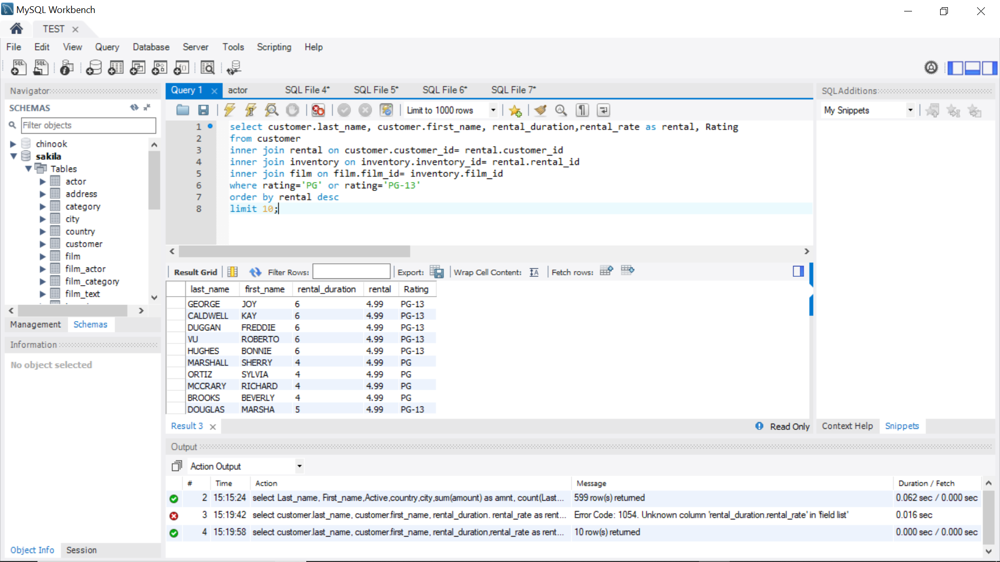 MySQL Workbench
TEST
File Edit View Query Database Server Tools Scripting Help
Navigator
SCHEMAS
Filter objects
chinook
sakila
Tables
actor
address
category
city
country
customer
film
film_actor
film_category
film_text
Management Schemas
Information
No object selected
Object Info Session
Query 1 actor SQL File 4* SQL File 5* SQL File 6* SQL File 7*
Limit to 1000 rows
1 select customer.last_name, customer.first_name, rental_duration,rental_rate as rental, Rating
2 from customer
3 inner join rental on customer.customer_id= rental.customer_id
4 inner join inventory on inventory.inventory_id= rental.rental_id
5 inner join film on film.film_id= inventory.film_id
6 where rating='PG' or rating='PG-13'
7 order by rental desc
8 limit 10;
Result Grid Filter Rows: Export: Wrap Cell Content: Fetch rows:
last_name first_name rental_duration rental Rating
GEORGE JOY 6 4.99 PG-13
CALDWELL KAY 6 4.99 PG-13
DUGGAN FREDDIE 6 4.99 PG-13
VU ROBERTO 6 4.99 PG-13
HUGHES BONNIE 6 4.99 PG-13
MARSHALL SHERRY 4 4.99 PG
ORTIZ SYLVIA 4 4.99 PG
MCCRARY RICHARD 4 4.99 PG
BROOKS BEVERLY 4 4.99 PG
DOUGLAS MARSHA 5 4.99 PG-13
Result 3 Read Only
SQLAdditions
My Snippets
Context Help Snippets
Output
Action Output
# Time Action Message Duration / Fetch
2 15:15:24 select Last_name, First_name,Active,country,city,sum(amount) as amnt, count(Last... 599 row(s) returned 0.062 sec / 0.000 sec
3 15:19:42 select customer.last_name, customer.first_name, rental_duration. rental_rate as rent... Error Code: 1054. Unknown column 'rental_duration.rental_rate' in 'field list' 0.016 sec
4 15:19:58 select customer.last_name, customer.first_name, rental_duration,rental_rate as rent... 10 row(s) returned 0.000 sec / 0.000 sec